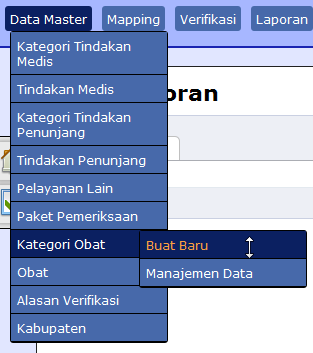 Data Master
Mapping
Verifikasi
Laporan
Kategori Tindakan
Medis
Tindakan Medis
Kategori Tindakan
Penunjang
Tindakan Penunjang
Pelayanan Lain
Paket Pemeriksaan
Kategori Obat
Buat Baru
Obat
Manajemen Data
Alasan Verifikasi
Kabupaten
oran